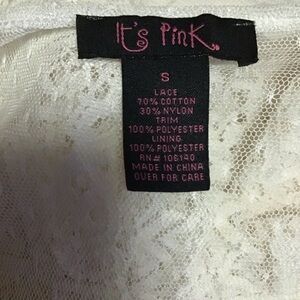 It's Pink
S
LACE
70% COTTON
30% NYLON
TRIM
100% POLYESTER
LINING
100% POLYESTER
RN# 106140
MADE IN CHINA
OVER FOR CARE